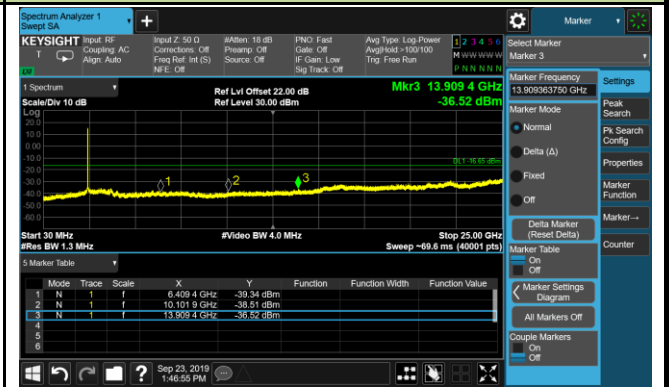 Spectrum Analyzer 1
Swept SA
Marker
KEYSIGHT Input: RF
Coupling: AC
Align: Auto
Input Z: 50 Ω
Corrections: Off
Freq Ref: Int (S)
NFE: Off
#Atten: 18 dB
Preamp: Off
Source: Off
PNO: Fast
Gate: Off
IF Gain: Low
Sig Track: Off
Avg Type: Log-Power
Avg|Hold:>100/100
Trig: Free Run
1 2 3 4 5 6
M W W W W W
P N N N N N
Select Marker
Marker 3
1 Spectrum
Scale/Div 10 dB
Log
Ref Lvl Offset 22.00 dB
Ref Level 30.00 dBm
Mkr3 13.909 4 GHz
-36.52 dBm
20.0
10.0
0.00
-10.0
-20.0
-30.0
-40.0
-50.0
-60.0
DL1 -16.65 dBm
1
2
3
Start 30 MHz
#Res BW 1.3 MHz
#Video BW 4.0 MHz
Stop 25.00 GHz
Sweep ~69.6 ms (40001 pts)
5 Marker Table
Mode Trace Scale X Y Function Function Width Function Value
1 N 1 f 6.409 4 GHz -39.34 dBm
2 N 1 f 10.101 9 GHz -38.51 dBm
3 N 1 f 13.909 4 GHz -36.52 dBm
4
5
6
Marker Frequency
13.909363750 GHz
Marker Mode
Normal
Delta (Δ)
Fixed
Off
Delta Marker
(Reset Delta)
Marker Table
On
Off
Marker Settings
Diagram
All Markers Off
Couple Markers
On
Off
Settings
Peak
Search
Pk Search
Config
Properties
Marker
Function
Marker→
Counter
Sep 23, 2019
1:46:55 PM